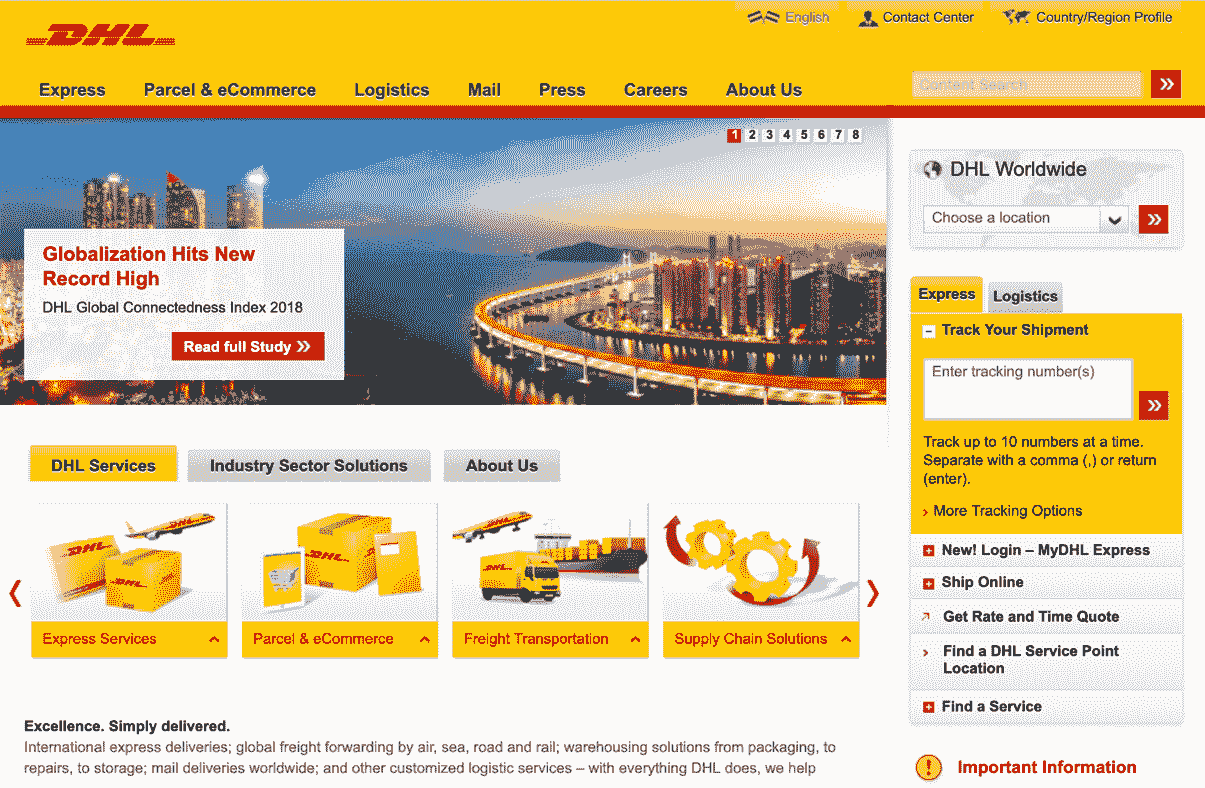 English
Contact Center
Country/Region Profile
DHL
Express
Parcel & eCommerce
Logistics
Mail
Press
Careers
About Us
Content Search
1 2 3 4 5 6 7 8
Globalization Hits New
Record High
DHL Global Connectedness Index 2018
Read full Study
DHL Worldwide
Choose a location
Express
Logistics
Track Your Shipment
Enter tracking number(s)
Track up to 10 numbers at a time.
Separate with a comma (,) or return
(enter).
More Tracking Options
New! Login – MyDHL Express
Ship Online
Get Rate and Time Quote
Find a DHL Service Point
Location
Find a Service
Important Information
DHL Services
Industry Sector Solutions
About Us
DHL
DHL
DHL
DHL
DHL
DHL
DHL
Express Services
Parcel & eCommerce
Freight Transportation
Supply Chain Solutions
Excellence. Simply delivered.
International express deliveries; global freight forwarding by air, sea, road and rail; warehousing solutions from packaging, to
repairs, to storage; mail deliveries worldwide; and other customized logistic services – with everything DHL does, we help